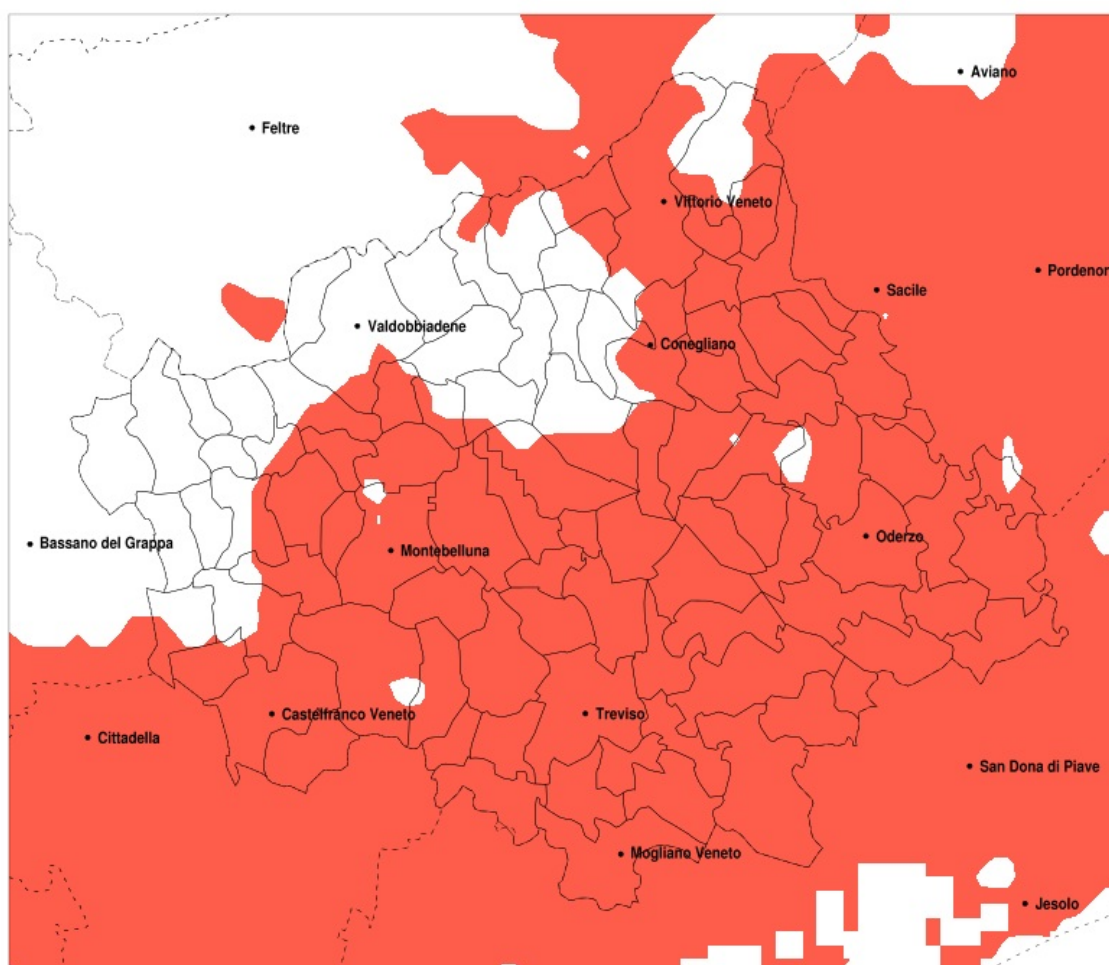 Aviano
Feltre
Vittorio Veneto
Pordenon
Sacile
Valdobbiadene
Conegliano
Oderzo
Bassano del Grappa
Montebelluna
Castelfranco Veneto
Treviso
Cittadella
San Dona di Piave
Mogliano Veneto
Jesolo